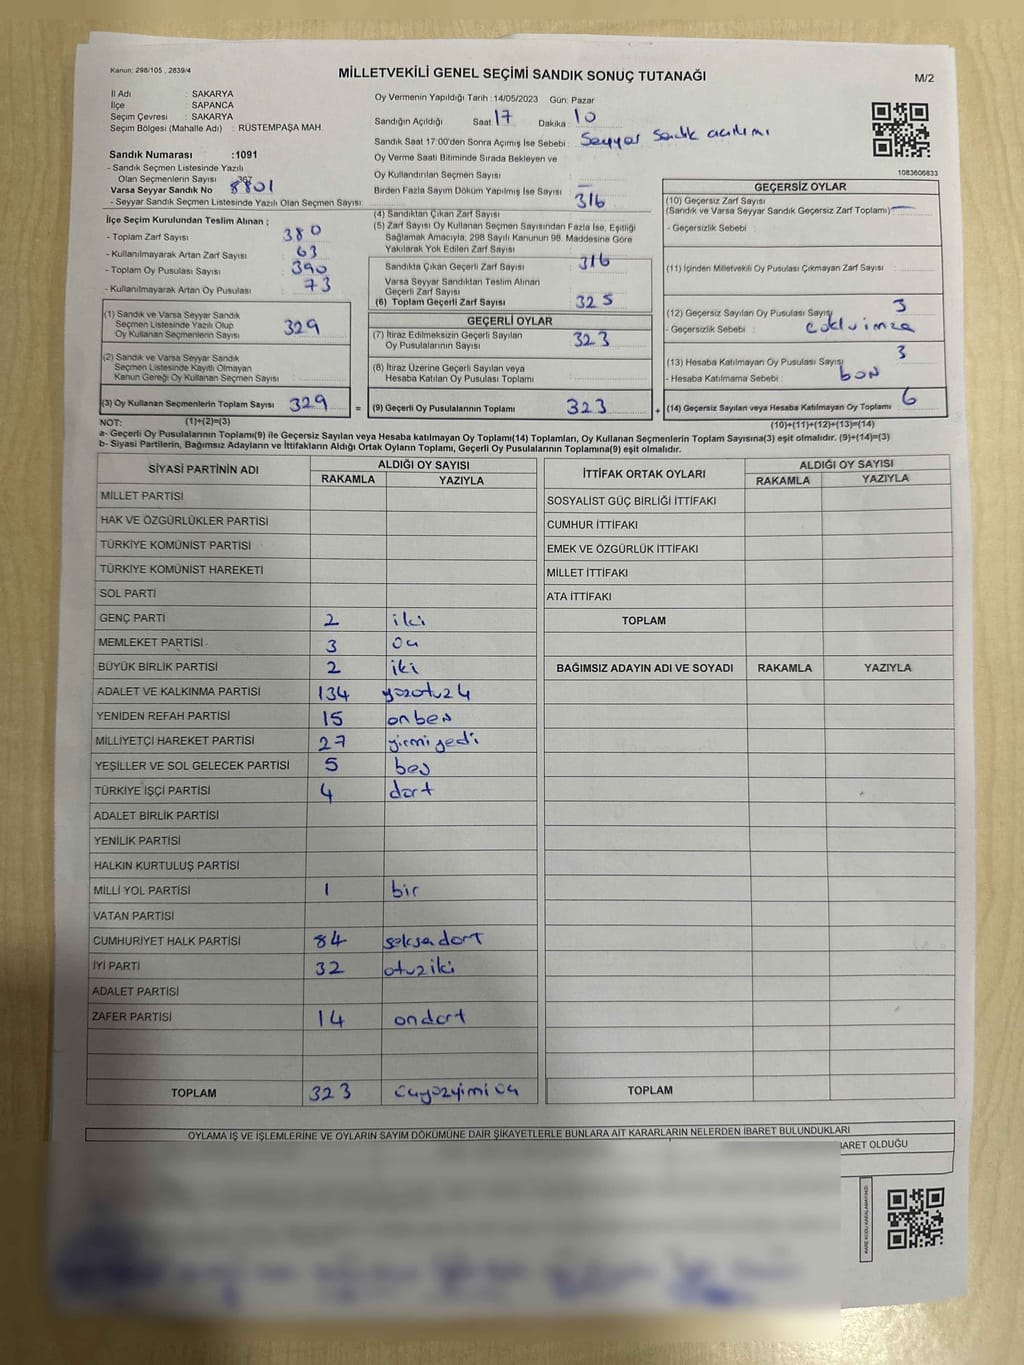 Kanun: 298/105 , 2839/4
MİLLETVEKİLİ GENEL SEÇİMİ SANDIK SONUÇ TUTANAĞI
M/2
İl Adı : SAKARYA
İlçe : SAPANCA
Seçim Çevresi : SAKARYA
Seçim Bölgesi (Mahalle Adı) : RÜSTEMPAŞA MAH.
Sandık Numarası :1091
- Sandık Seçmen Listesinde Yazılı
Olan Seçmenlerin Sayısı : 367
Varsa Seyyar Sandık No : 8801
- Seyyar Sandık Seçmen Listesinde Yazılı Olan Seçmen Sayısı:
İlçe Seçim Kurulundan Teslim Alınan ;
- Toplam Zarf Sayısı : 380
- Kullanılmayarak Artan Zarf Sayısı : 63
- Toplam Oy Pusulası Sayısı : 390
- Kullanılmayarak Artan Oy Pusulası : 73
(1) Sandık ve Varsa Seyyar Sandık
Seçmen Listesinde Yazılı Olup
Oy Kullanan Seçmenlerin Sayısı : 329
(2) Sandık ve Varsa Seyyar Sandık
Seçmen Listesinde Kayıtlı Olmayan
Kanun Gereği Oy Kullanan Seçmen Sayısı :
(3) Oy Kullanan Seçmenlerin Toplam Sayısı 329 =
(1)+(2)=(3)
Oy Vermenin Yapıldığı Tarih :14/05/2023 Gün: Pazar
Sandığın Açıldığı Saat : 17 Dakika : 10
Sandık Saat 17:00'den Sonra Açımış İse Sebebi : Seyyar Sandık açılımı
Oy Verme Saati Bitiminde Sırada Bekleyen ve
Oy Kullandırılan Seçmen Sayısı :
Birden Fazla Sayım Döküm Yapılmış İse Sayısı : —
(4) Sandıktan Çıkan Zarf Sayısı : 316
(5) Zarf Sayısı Oy Kullanan Seçmen Sayısından Fazla İse, Eşitliği
Sağlamak Amacıyla, 298 Sayılı Kanunun 98. Maddesine Göre
Yakılarak Yok Edilen Zarf Sayısı :
Sandıkta Çıkan Geçerli Zarf Sayısı : 316
Varsa Seyyar Sandıktan Teslim Alınan
Geçerli Zarf Sayısı :
(6) Toplam Geçerli Zarf Sayısı : 325
GEÇERLİ OYLAR
(7) İtiraz Edilmeksizin Geçerli Sayılan
Oy Pusulalarının Sayısı : 323
(8) İtiraz Üzerine Geçerli Sayılan veya
Hesaba Katılan Oy Pusulası Toplamı :
(9) Geçerli Oy Pusulalarının Toplamı : 323 +
1083606833
GEÇERSİZ OYLAR
(10) Geçersiz Zarf Sayısı
(Sandık ve Varsa Seyyar Sandık Geçersiz Zarf Toplamı): —
- Geçersizlik Sebebi :
(11) İçinden Milletvekili Oy Pusulası Çıkmayan Zarf Sayısı :
(12) Geçersiz Sayılan Oy Pusulası Sayısı : 3
- Geçersizlik Sebebi : Çoklu imza
(13) Hesaba Katılmayan Oy Pusulası Sayısı : 3
- Hesaba Katılmama Sebebi : boş
(14) Geçersiz Sayılan veya Hesaba Katılmayan Oy Toplamı : 6
(10)+(11)+(12)+(13)=(14)
NOT:
a- Geçerli Oy Pusulalarının Toplamı(9) ile Geçersiz Sayılan veya Hesaba katılmayan Oy Toplamı(14) Toplamları, Oy Kullanan Seçmenlerin Toplam Sayısına(3) eşit olmalıdır. (9)+(14)=(3)
b- Siyasi Partilerin, Bağımsız Adayların ve İttifakların Aldığı Ortak Oyların Toplamı, Geçerli Oy Pusulalarının Toplamına(9) eşit olmalıdır.
SİYASİ PARTİNİN ADI ALDIĞI OY SAYISI
RAKAMLA YAZIYLA
MİLLET PARTİSİ
HAK VE ÖZGÜRLÜKLER PARTİSİ
TÜRKİYE KOMÜNİST PARTİSİ
TÜRKİYE KOMÜNİST HAREKETİ
SOL PARTİ
GENÇ PARTİ 2 iki
MEMLEKET PARTİSİ 3 üç
BÜYÜK BİRLİK PARTİSİ 2 iki
ADALET VE KALKINMA PARTİSİ 134 yüzotuz4
YENİDEN REFAH PARTİSİ 15 onbeş
MİLLİYETÇİ HAREKET PARTİSİ 27 yirmiyedi
YEŞİLLER VE SOL GELECEK PARTİSİ 5 beş
TÜRKİYE İŞÇİ PARTİSİ 4 dört
ADALET BİRLİK PARTİSİ
YENİLİK PARTİSİ
HALKIN KURTULUŞ PARTİSİ
MİLLİ YOL PARTİSİ 1 bir
VATAN PARTİSİ
CUMHURİYET HALK PARTİSİ 84 seksendört
İYİ PARTİ 32 otuziki
ADALET PARTİSİ
ZAFER PARTİSİ 14 ondört
TOPLAM 323 üçyüzyimiüç
İTTİFAK ORTAK OYLARI ALDIĞI OY SAYISI
RAKAMLA YAZIYLA
SOSYALİST GÜÇ BİRLİĞİ İTTİFAKI
CUMHUR İTTİFAKI
EMEK VE ÖZGÜRLÜK İTTİFAKI
MİLLET İTTİFAKI
ATA İTTİFAKI
TOPLAM
BAĞIMSIZ ADAYIN ADI VE SOYADI RAKAMLA YAZIYLA
TOPLAM
OYLAMA İŞ VE İŞLEMLERİNE VE OYLARIN SAYIM DÖKÜMÜNE DAİR ŞİKAYETLERLE BUNLARA AİT KARARLARIN NELERDEN İBARET BULUNDUKLARI
İBARET OLDUĞU
KARE KODU KARALAMAYINIZ!